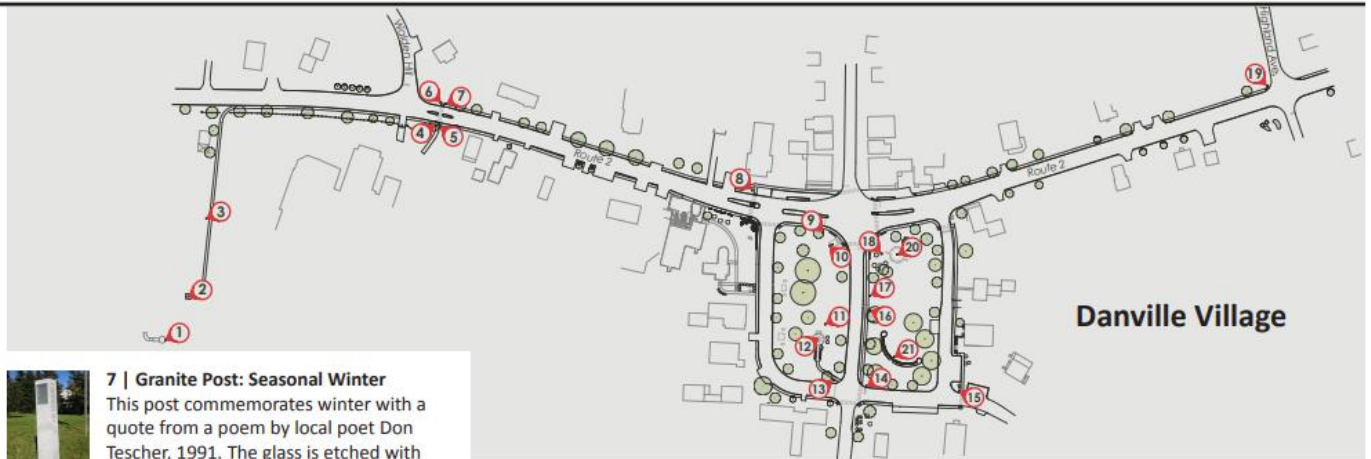 Walden Hill
Highland Ave.
19
6
7
4
5
Route 2
Route 2
8
3
9
18
20
10
2
17
11
16
1
12
21
13
14
15
Danville Village
7 | Granite Post: Seasonal Winter
This post commemorates winter with a
quote from a poem by local poet Don
Tescher, 1991. The glass is etched with